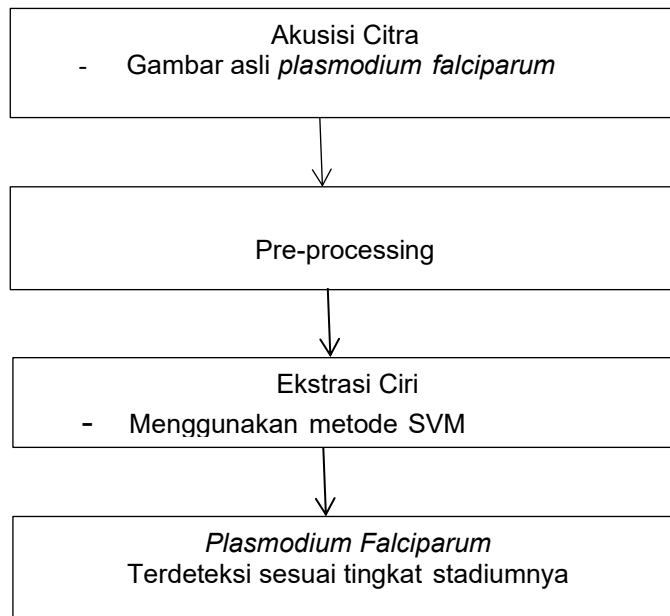 Akusisi Citra
- Gambar asli plasmodium falciparum
Pre-processing
Ekstrasi Ciri
- Menggunakan metode SVM
Plasmodium Falciparum
Terdeteksi sesuai tingkat stadiumnya